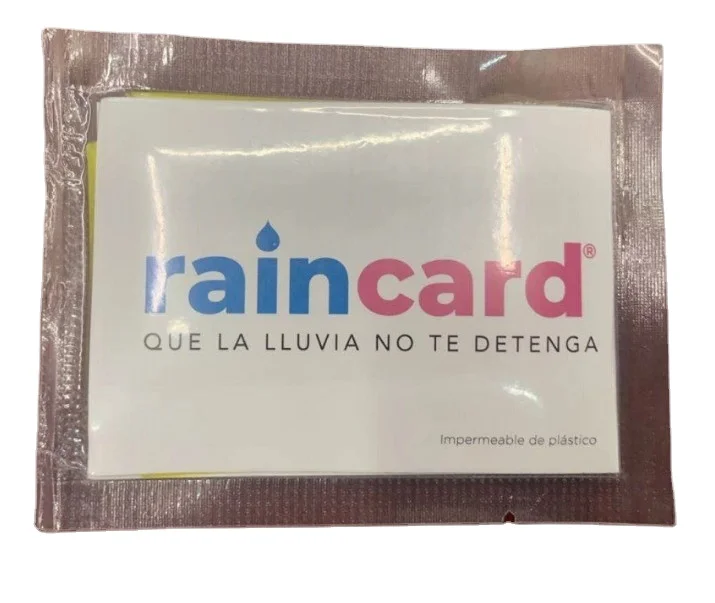 raincard®
QUE LA LLUVIA NO TE DETENGA
Impermeable de plástico